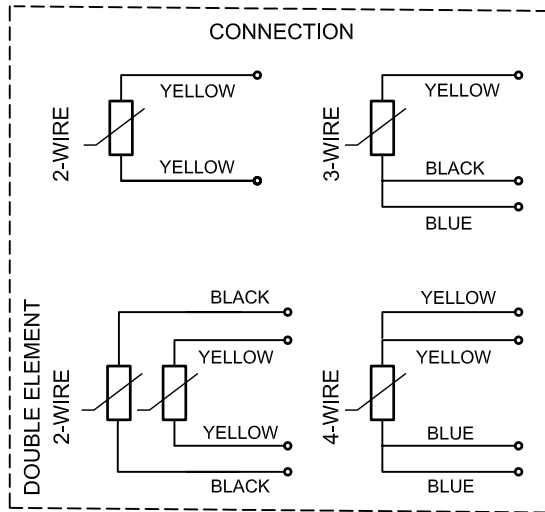 CONNECTION
2-WIRE
YELLOW
YELLOW
3-WIRE
YELLOW
BLACK
BLUE
DOUBLE ELEMENT
2-WIRE
BLACK
YELLOW
YELLOW
BLACK
4-WIRE
YELLOW
YELLOW
BLUE
BLUE